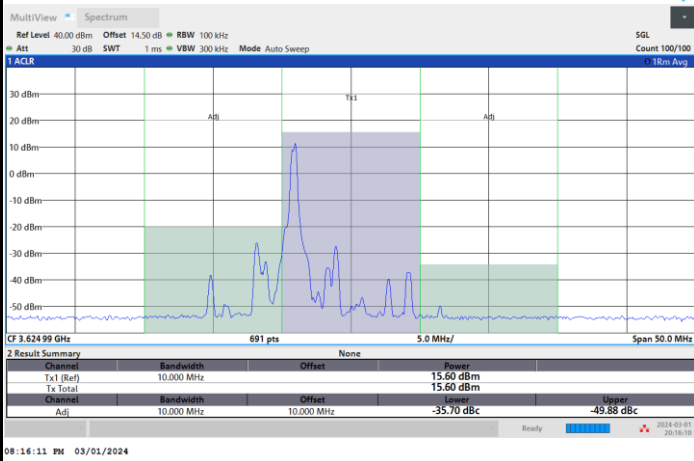 MultiView Spectrum
Ref Level 40.00 dBm Offset 14.50 dB RBW 100 kHz SGL
Att 30 dB SWT 1 ms VBW 300 kHz Mode Auto Sweep Count 100/100
1 ACLR 1Rm Avg
30 dBm
Tx1
20 dBm
Adj Adj
10 dBm
0 dBm
-10 dBm
-20 dBm
-30 dBm
-40 dBm
-50 dBm
CF 3.624 99 GHz 691 pts 5.0 MHz/ Span 50.0 MHz
2 Result Summary None
Channel Bandwidth Offset Power
Tx1 (Ref) 10.000 MHz 15.60 dBm
Tx Total 15.60 dBm
Channel Bandwidth Offset Lower Upper
Adj 10.000 MHz 10.000 MHz -35.70 dBc -49.88 dBc
Ready 2024-03-01
20:16:10
08:16:11 PM 03/01/2024